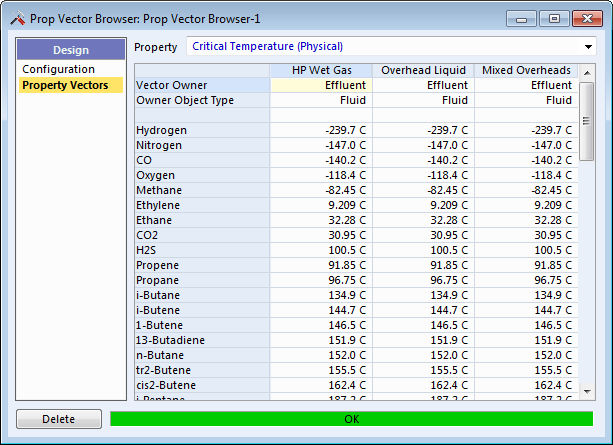 Prop Vector Browser: Prop Vector Browser-1
Design
Configuration
Property Vectors
Property Critical Temperature (Physical)
HP Wet Gas Overhead Liquid Mixed Overheads
Vector Owner Effluent Effluent Effluent
Owner Object Type Fluid Fluid Fluid
Hydrogen -239.7 C -239.7 C -239.7 C
Nitrogen -147.0 C -147.0 C -147.0 C
CO -140.2 C -140.2 C -140.2 C
Oxygen -118.4 C -118.4 C -118.4 C
Methane -82.45 C -82.45 C -82.45 C
Ethylene 9.209 C 9.209 C 9.209 C
Ethane 32.28 C 32.28 C 32.28 C
CO2 30.95 C 30.95 C 30.95 C
H2S 100.5 C 100.5 C 100.5 C
Propene 91.85 C 91.85 C 91.85 C
Propane 96.75 C 96.75 C 96.75 C
i-Butane 134.9 C 134.9 C 134.9 C
i-Butene 144.7 C 144.7 C 144.7 C
1-Butene 146.5 C 146.5 C 146.5 C
13-Butadiene 151.9 C 151.9 C 151.9 C
n-Butane 152.0 C 152.0 C 152.0 C
tr2-Butene 155.5 C 155.5 C 155.5 C
cis2-Butene 162.4 C 162.4 C 162.4 C
i-Pentane 187.2 C 187.2 C 187.2 C
Delete OK